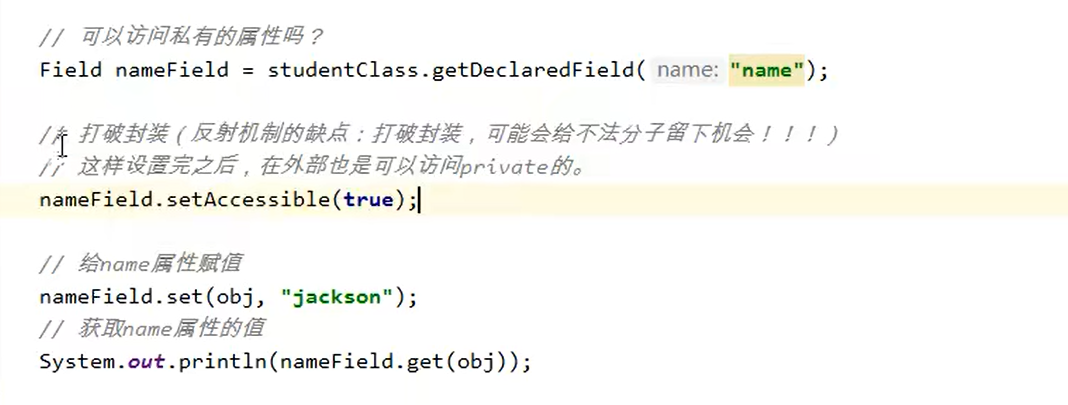 // 可以访问私有的属性吗？
Field nameField = studentClass.getDeclaredField( name: "name");
// 打破封装（反射机制的缺点：打破封装，可能会给不法分子留下机会！！！）
// 这样设置完之后，在外部也是可以访问private的。
nameField.setAccessible(true);
// 给name属性赋值
nameField.set(obj, "jackson");
// 获取name属性的值
System.out.println(nameField.get(obj));